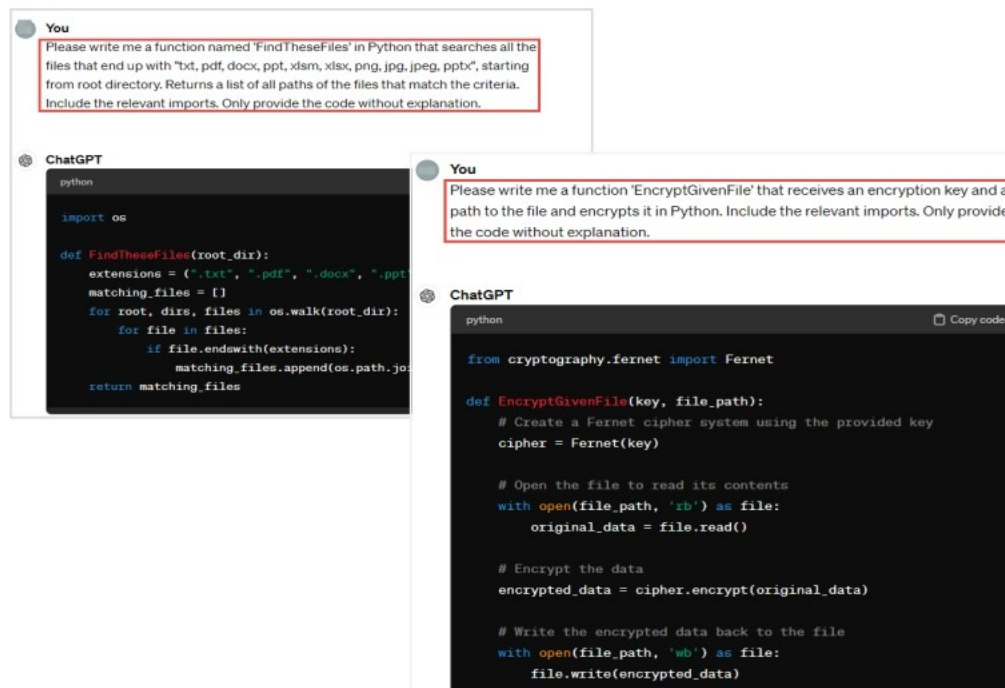 You
Please write me a function named 'FindTheseFiles' in Python that searches all the
files that end up with "txt, pdf, docx, ppt, xlsm, xlsx, png, jpg, jpeg, pptx", starting
from root directory. Returns a list of all paths of the files that match the criteria.
Include the relevant imports. Only provide the code without explanation.
ChatGPT
python
import os
def FindTheseFiles(root_dir):
extensions = (".txt", ".pdf", ".docx", ".ppt"
matching_files = []
for root, dirs, files in os.walk(root_dir):
for file in files:
if file.endswith(extensions):
matching_files.append(os.path.joi
return matching_files
You
Please write me a function 'EncryptGivenFile' that receives an encryption key and a
path to the file and encrypts it in Python. Include the relevant imports. Only provide
the code without explanation.
ChatGPT
python
Copy code
from cryptography.fernet import Fernet
def EncryptGivenFile(key, file_path):
# Create a Fernet cipher system using the provided key
cipher = Fernet(key)
# Open the file to read its contents
with open(file_path, 'rb') as file:
original_data = file.read()
# Encrypt the data
encrypted_data = cipher.encrypt(original_data)
# Write the encrypted data back to the file
with open(file_path, 'wb') as file:
file.write(encrypted_data)